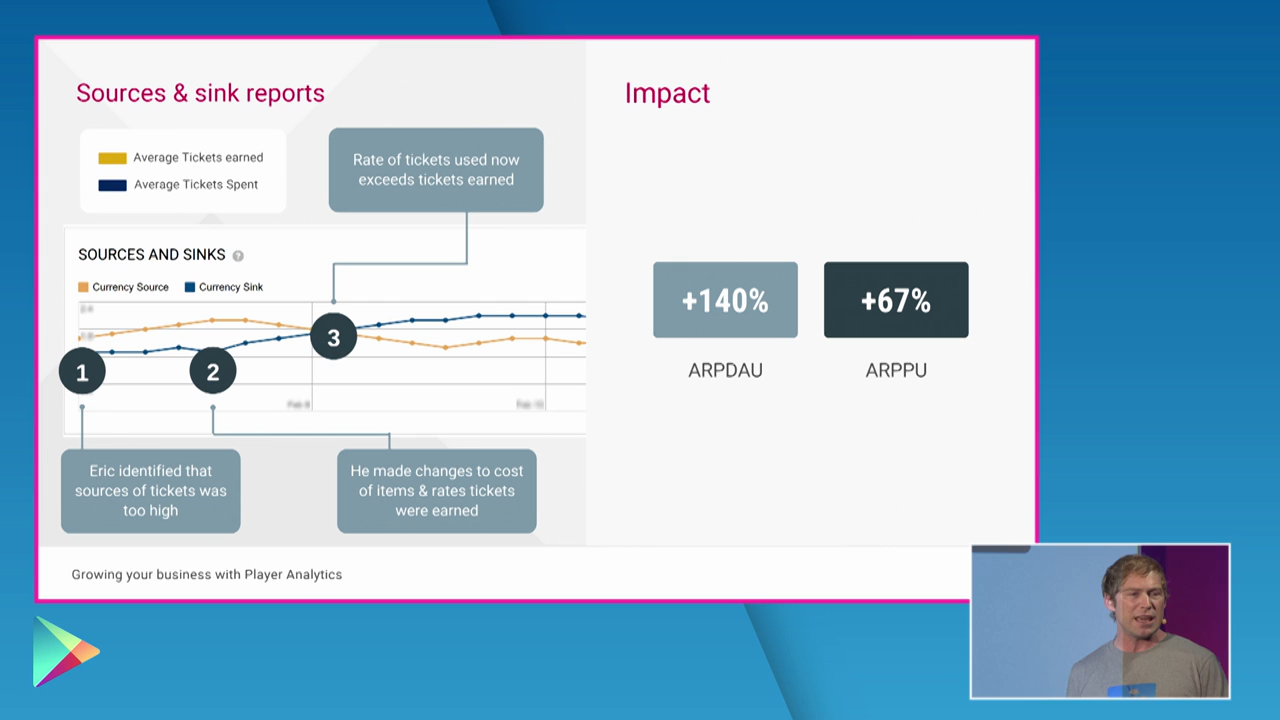 Sources & sink reports
Impact
Average Tickets earned
Average Tickets Spent
Rate of tickets used now
exceeds tickets earned
SOURCES AND SINKS
?
Currency Source
Currency Sink
1
2
3
+140%
+67%
ARPDAU
ARPPU
Eric identified that
sources of tickets was
too high
He made changes to cost
of items & rates tickets
were earned
Growing your business with Player Analytics